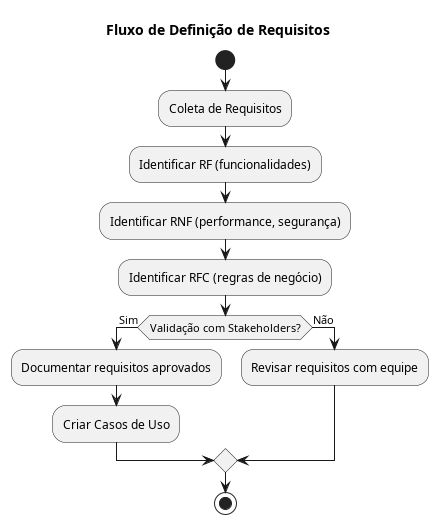 Fluxo de Definição de Requisitos
Coleta de Requisitos
Identificar RF (funcionalidades)
Identificar RNF (performance, segurança)
Identificar RFC (regras de negócio)
Validação com Stakeholders?
Sim
Não
Documentar requisitos aprovados
Revisar requisitos com equipe
Criar Casos de Uso